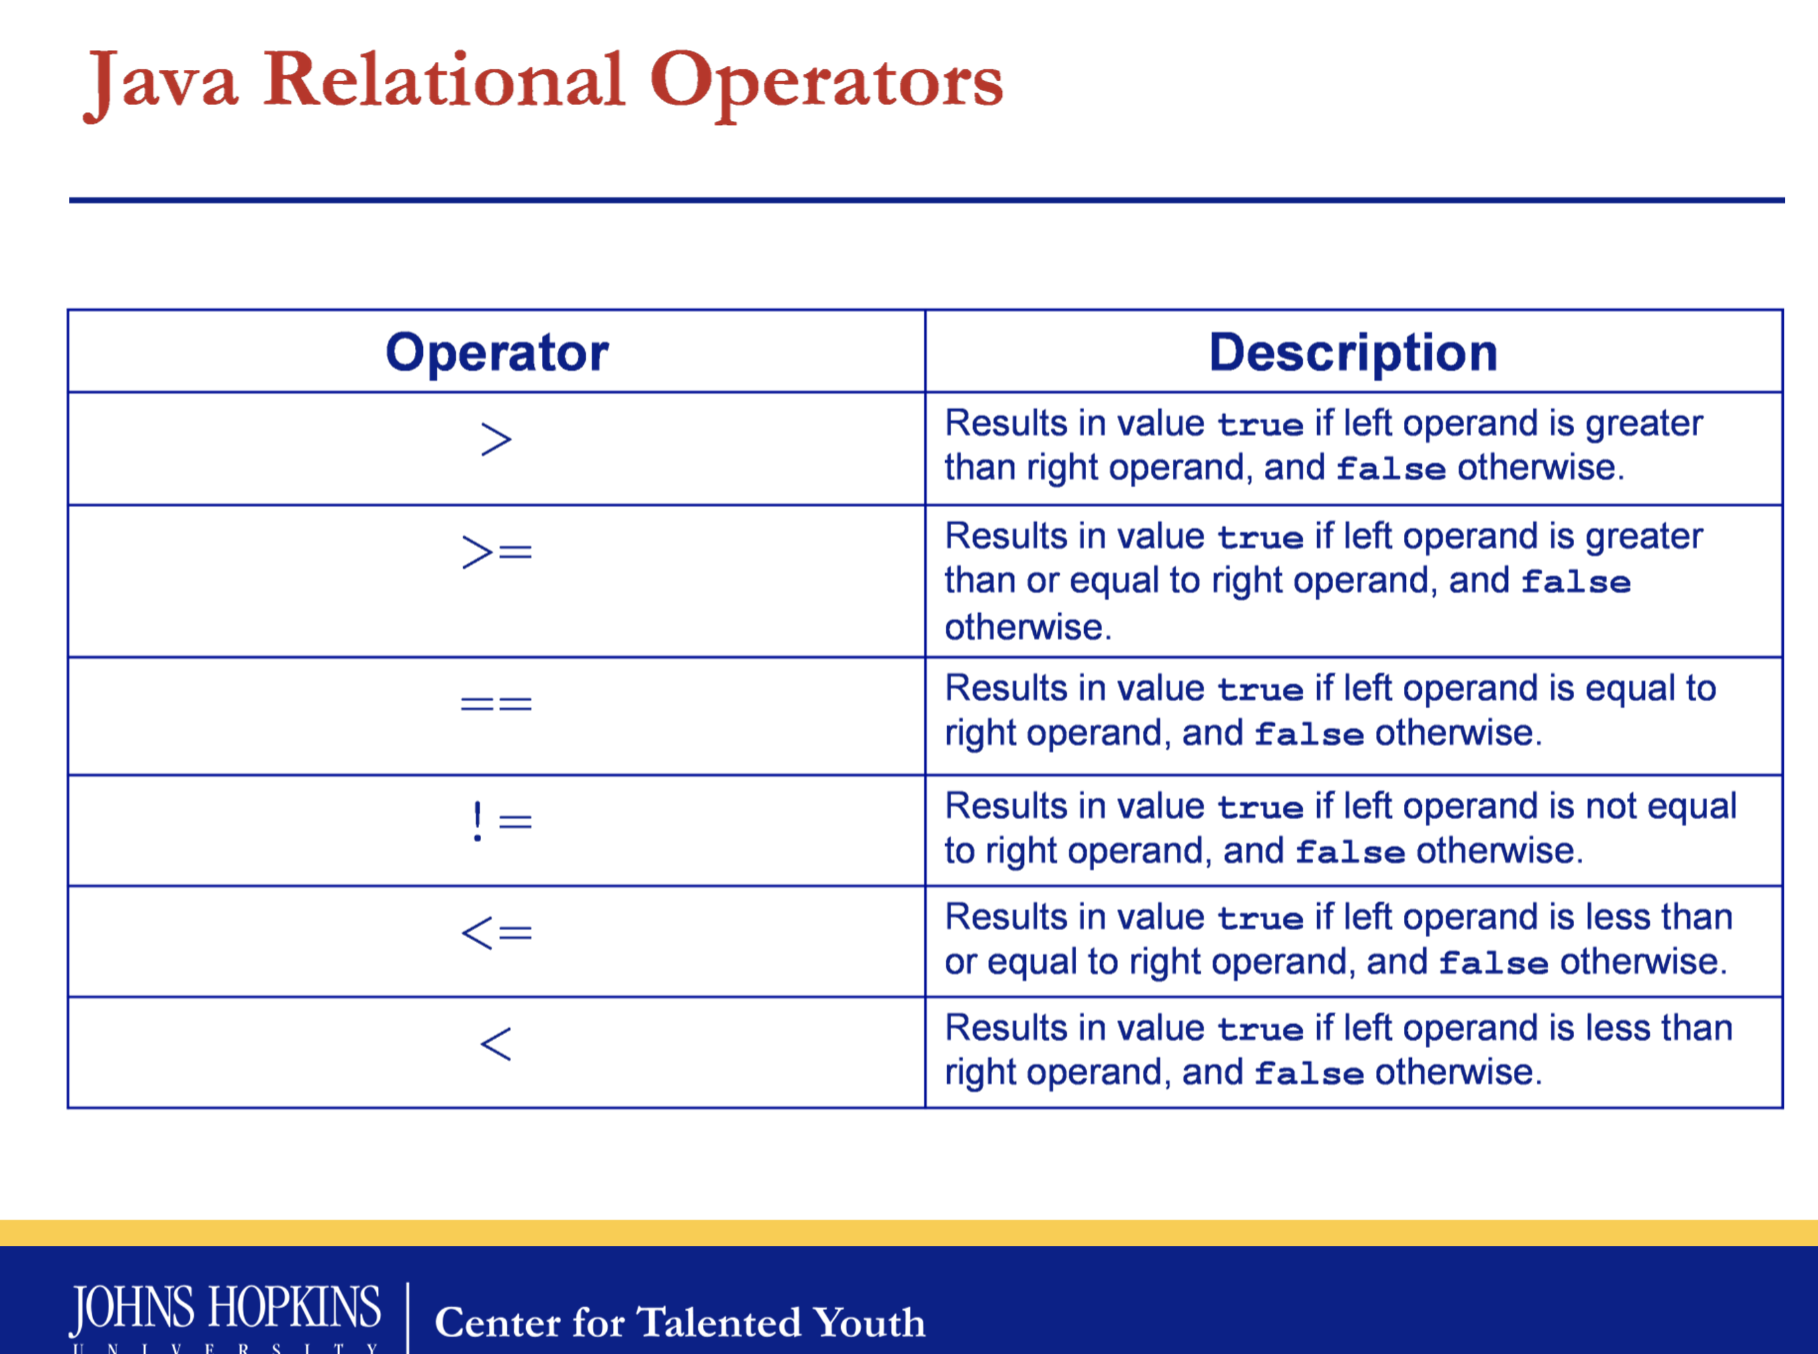 Java Relational Operators
Operator
Description
>
Results in value true if left operand is greater
than right operand, and false otherwise.
>=
Results in value true if left operand is greater
than or equal to right operand, and false
otherwise.
==
Results in value true if left operand is equal to
right operand, and false otherwise.
!=
Results in value true if left operand is not equal
to right operand, and false otherwise.
<=
Results in value true if left operand is less than
or equal to right operand, and false otherwise.
<
Results in value true if left operand is less than
right operand, and false otherwise.
JOHNS HOPKINS
UNIVERSITY
Center for Talented Youth